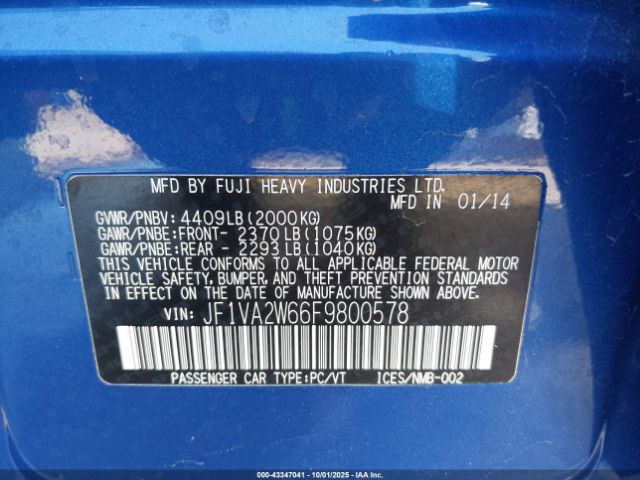 MFD BY FUJI HEAVY INDUSTRIES LTD.
MFD IN 01/14
GVWR/PNBV: 4409LB(2000KG)
GAWR/PNBE:FRONT- 2370LB(1075KG)
GAWR/PNBE:REAR - 2293LB(1040KG)
THIS VEHICLE CONFORMS TO ALL APPLICABLE FEDERAL MOTOR
VEHICLE SAFETY, BUMPER, AND THEFT PREVENTION STANDARDS
IN EFFECT ON THE DATE OF MANUFACTURE SHOWN ABOVE.
VIN: JF1VA2W66F9800578
PASSENGER CAR TYPE:PC/VT ICES/NMB-002
000-43347041 - 10/01/2025 - IAAI.COM